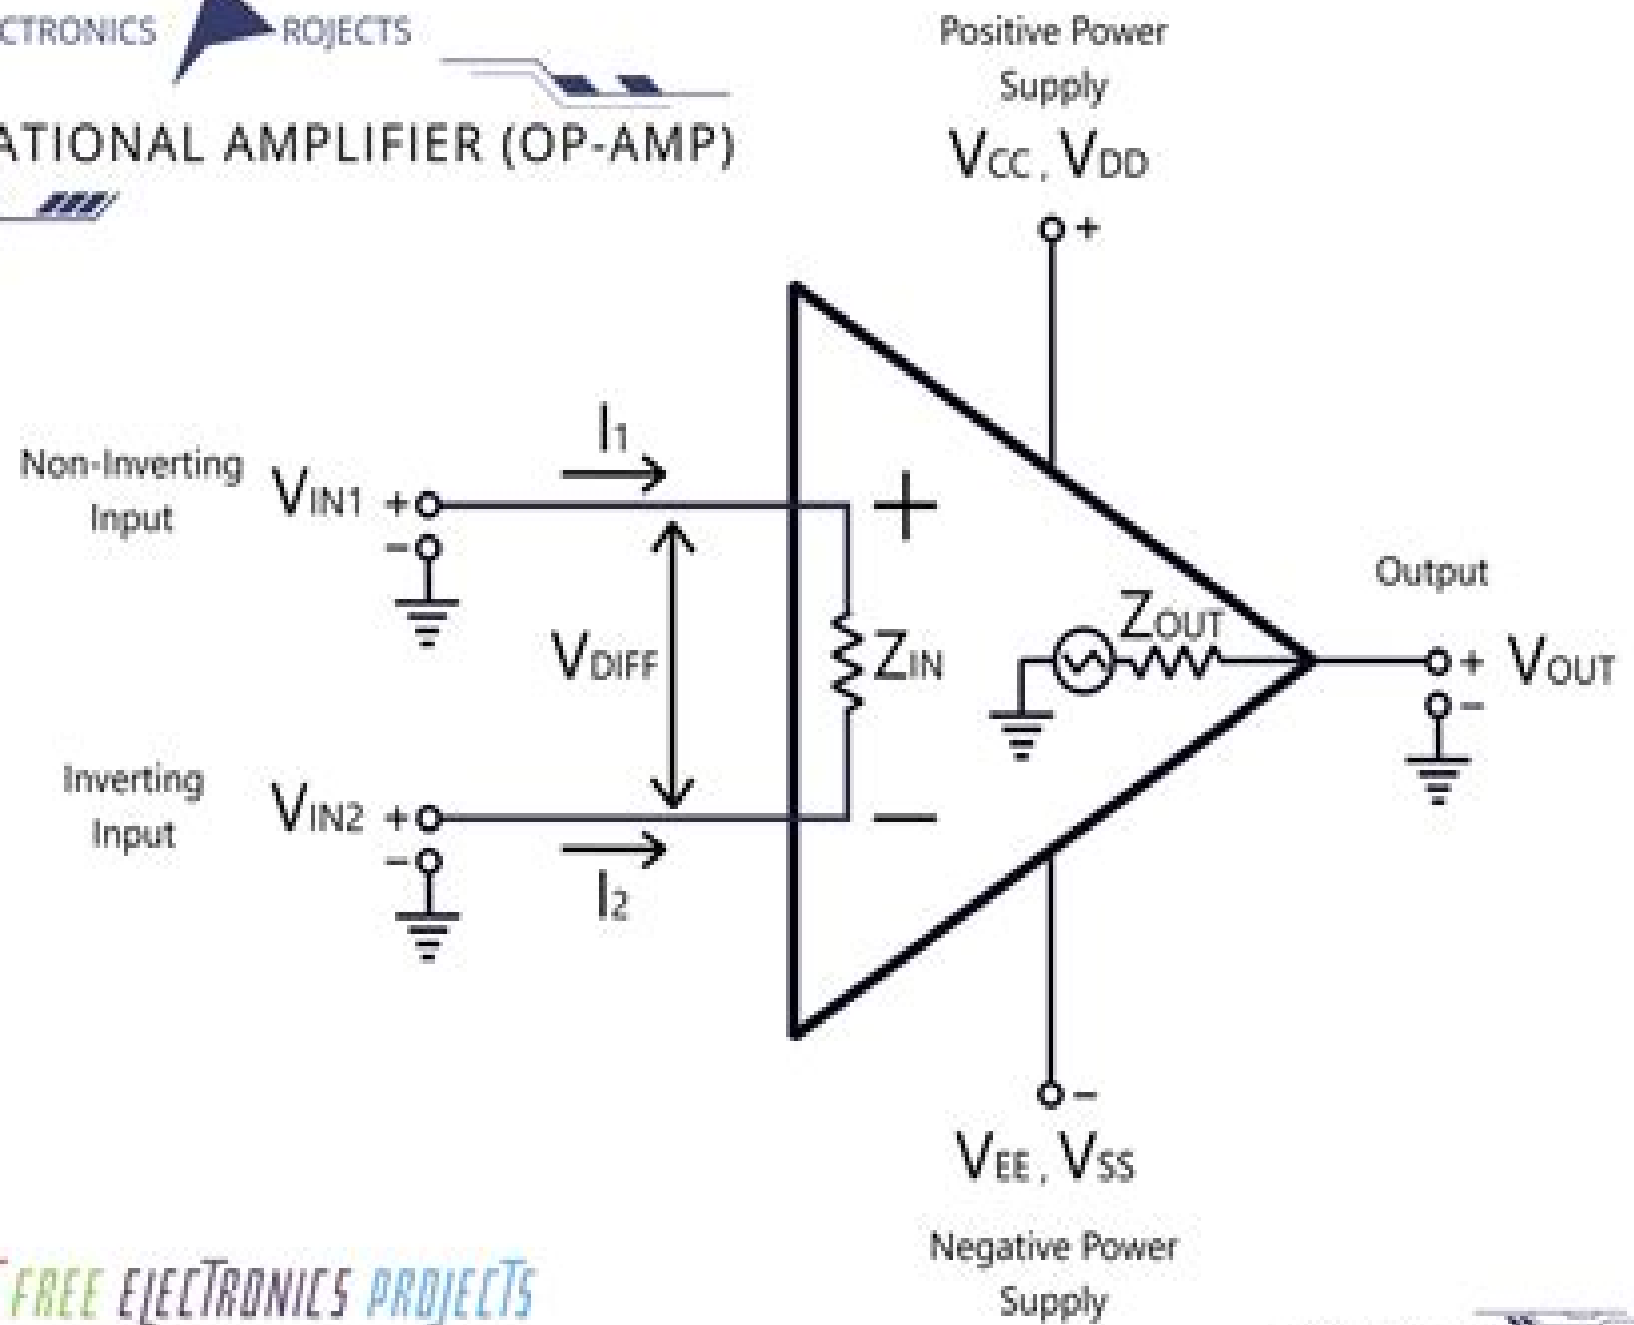 CTRONICS ROJECTS
ATIONAL AMPLIFIER (OP-AMP)
Positive Power
Supply
VCC , VDD
+
I1
Non-Inverting
Input
VIN1 +
−
+
VDIFF
ZIN
ZOUT
Output
+ VOUT
−
Inverting
Input
VIN2 +
−
−
I2
−
VEE , VSS
Negative Power
Supply
FREE ELECTRONICS PROJECTS